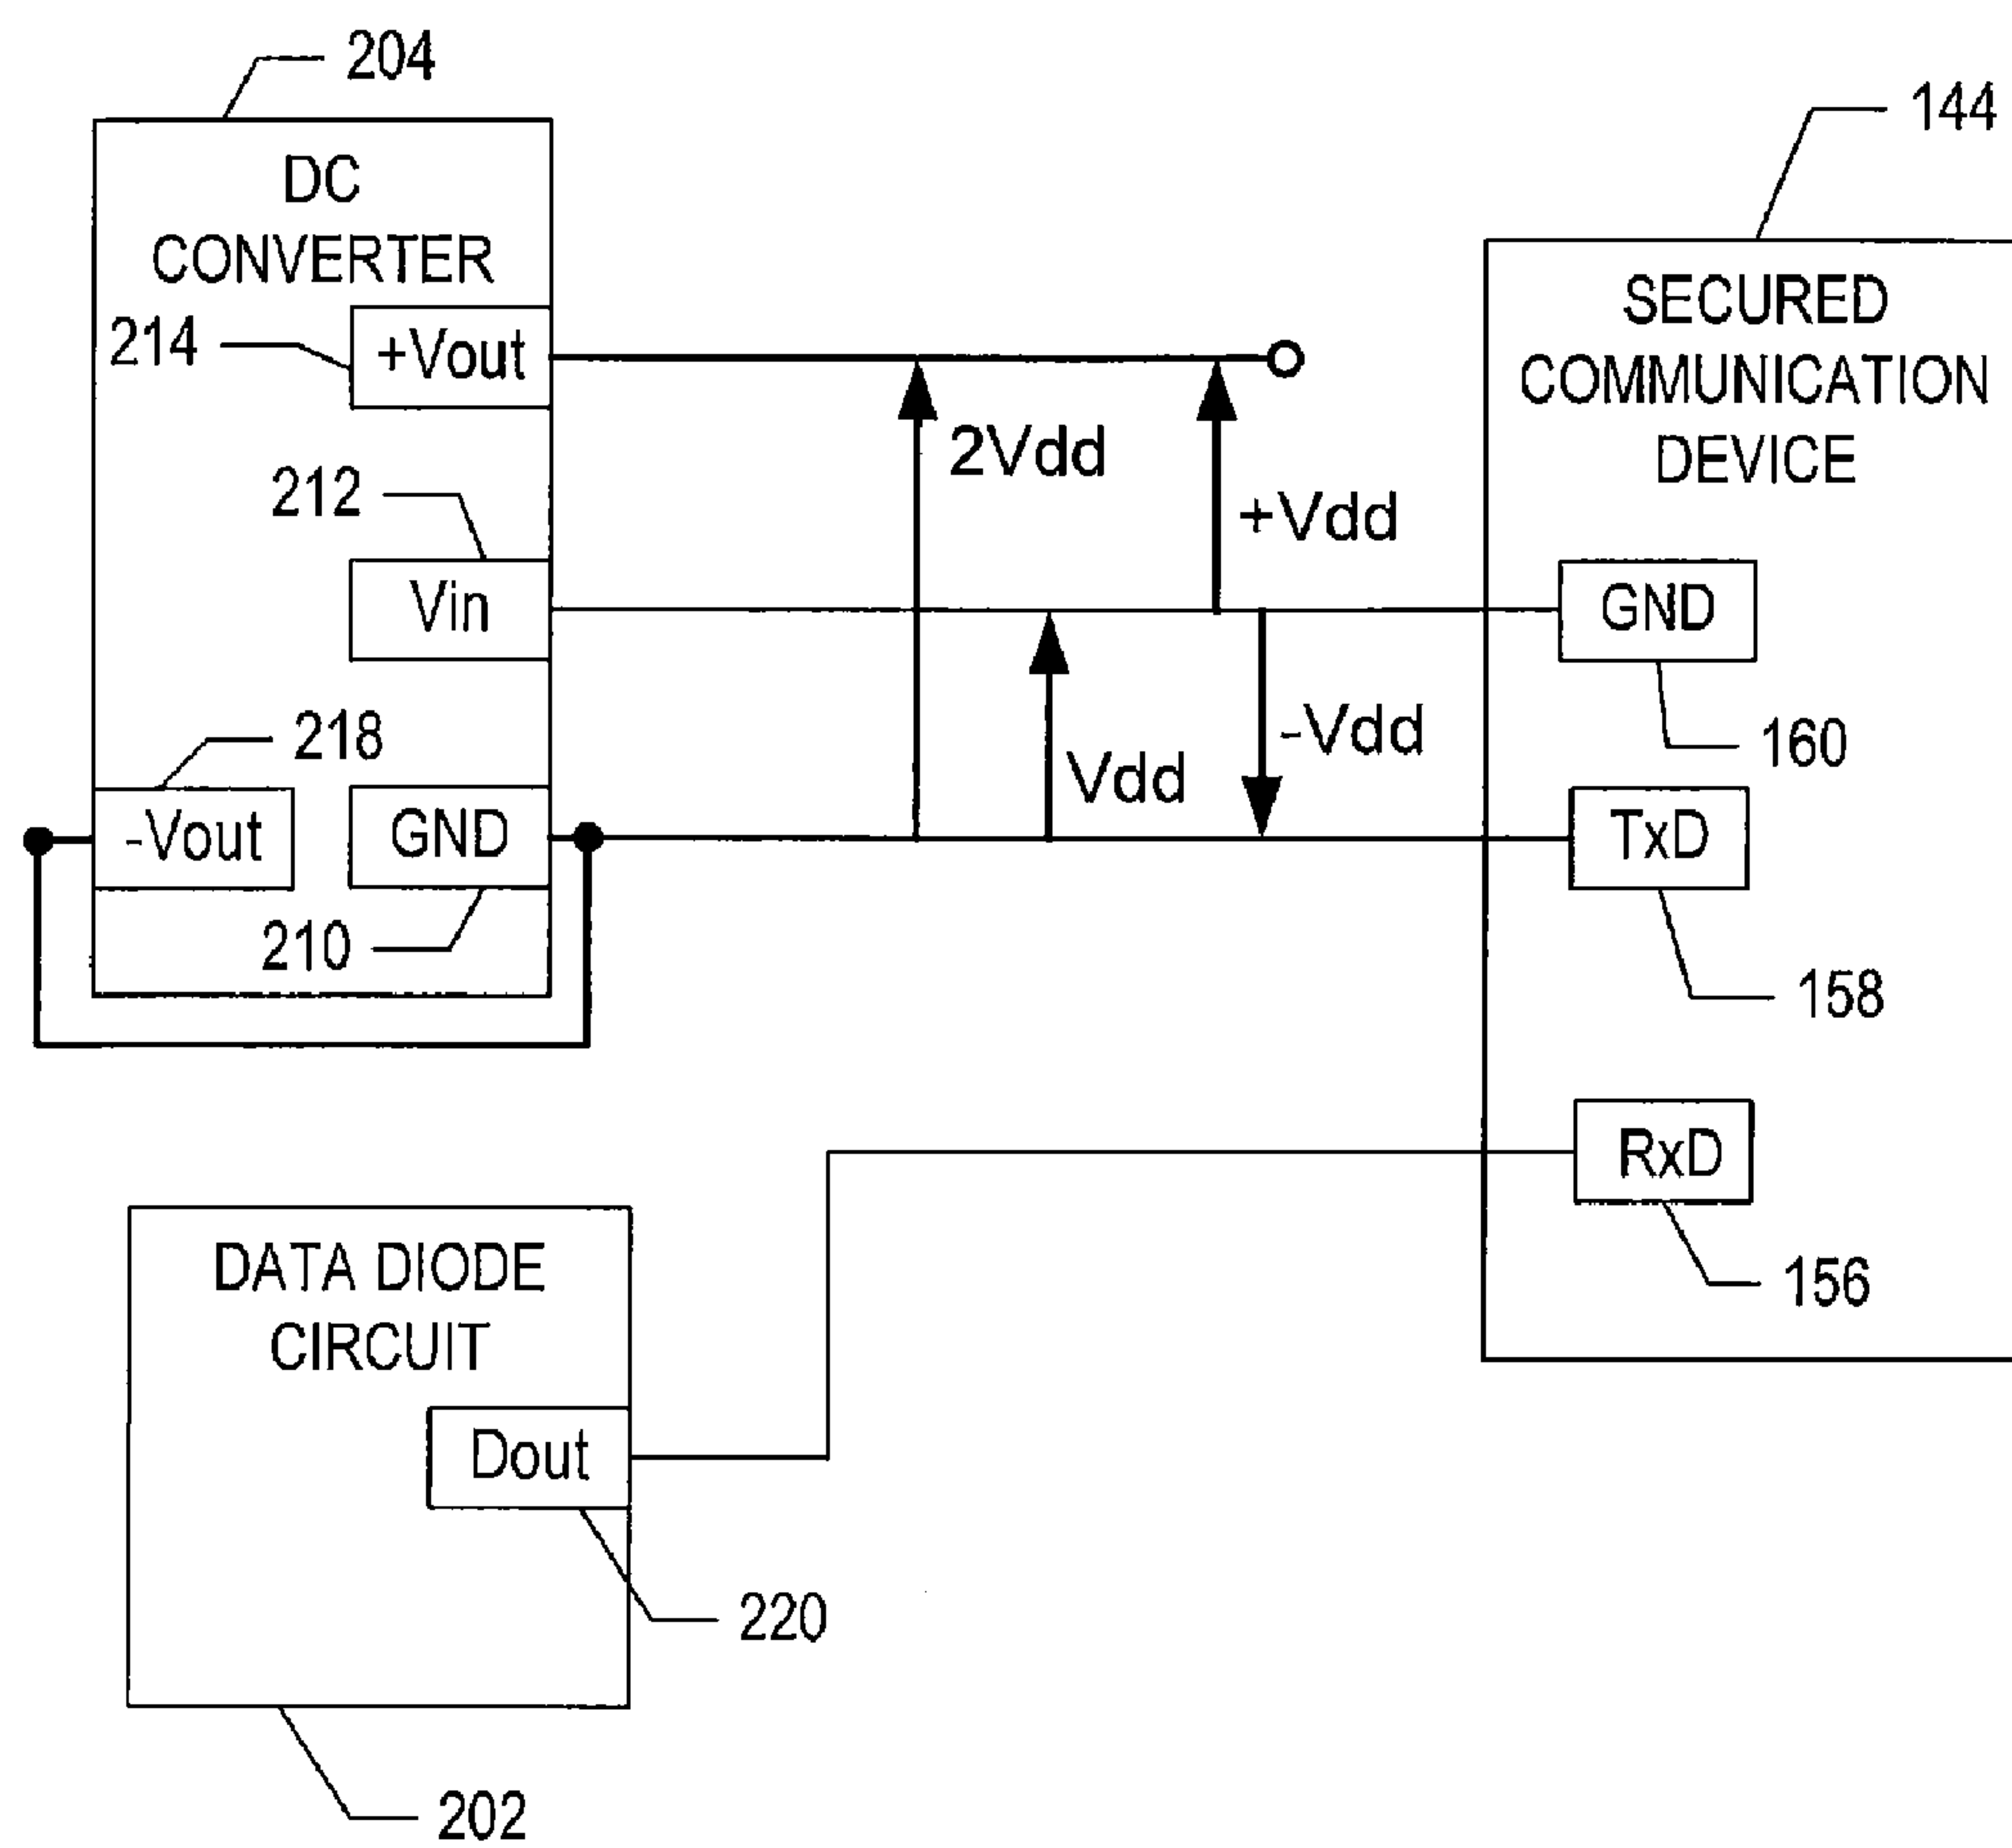 204
144
DC
CONVERTER
SECURED
COMMUNICATION
DEVICE
214
+Vout
2Vdd
212
+Vdd
Vin
GND
160
218
-Vdd
Vdd
-Vout
GND
TxD
210
158
RxD
156
DATA DIODE
CIRCUIT
Dout
220
202